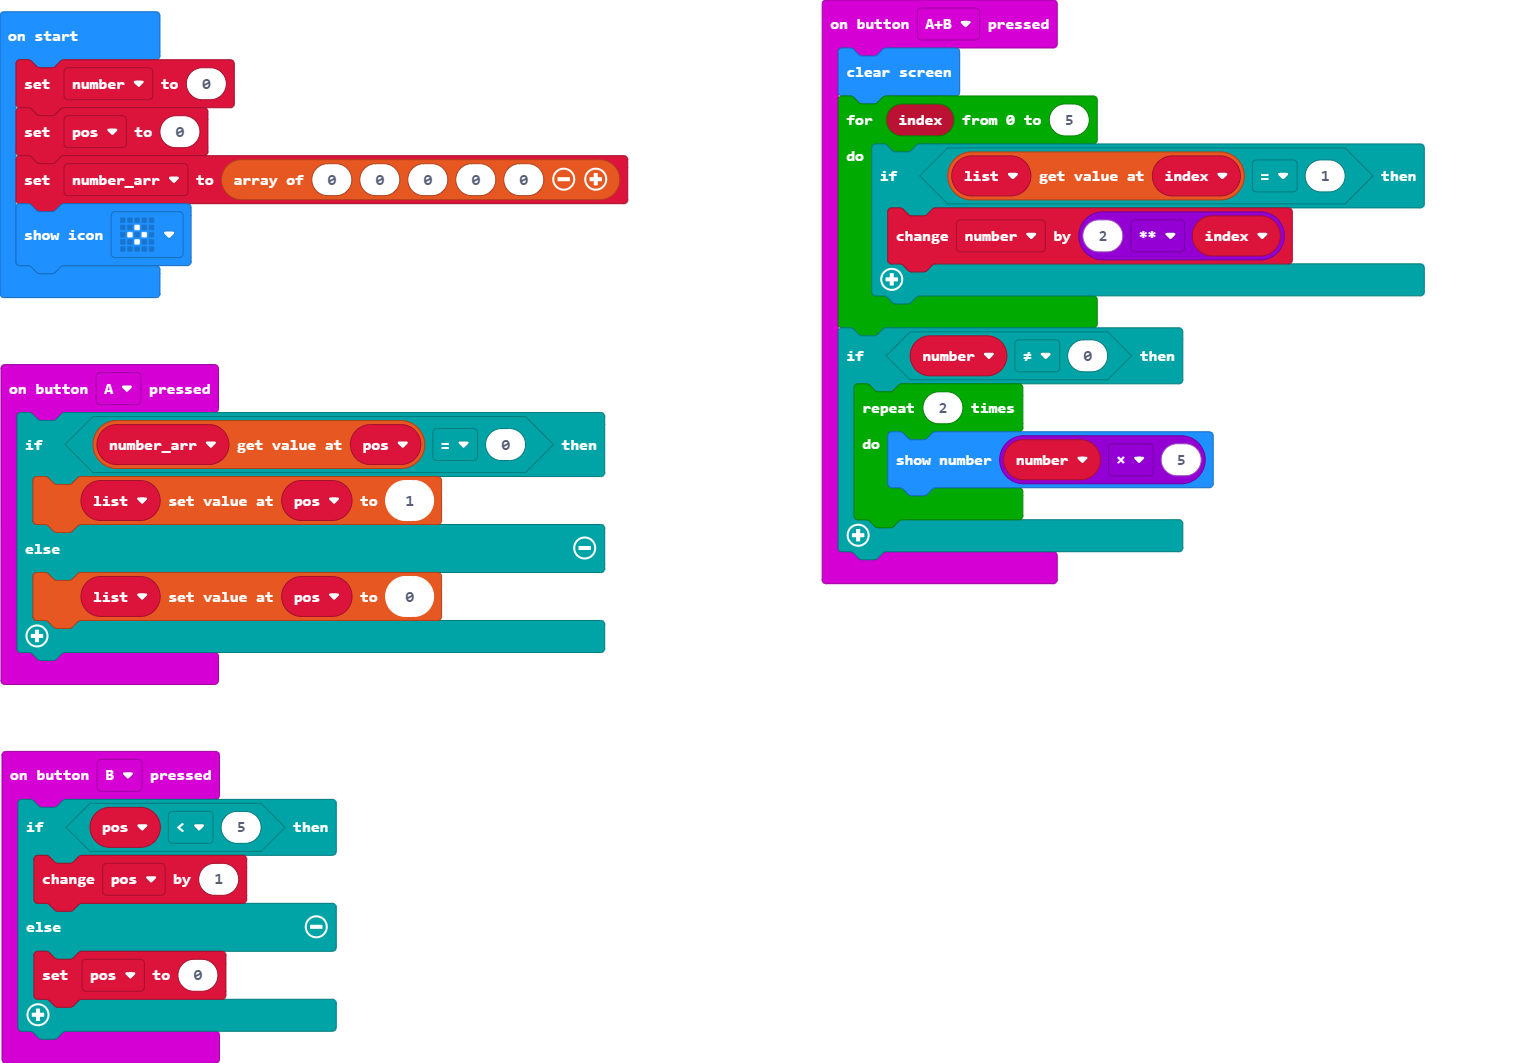 on start
set number to 0
set pos to 0
set number_arr to array of 0 0 0 0 0
show icon
on button A pressed
if number_arr get value at pos = 0 then
list set value at pos to 1
else
list set value at pos to 0
on button B pressed
if pos < 5 then
change pos by 1
else
set pos to 0
on button A+B pressed
clear screen
for index from 0 to 5
do
if list get value at index = 1 then
change number by 2 ** index
if number ≠ 0 then
repeat 2 times
do
show number number × 5